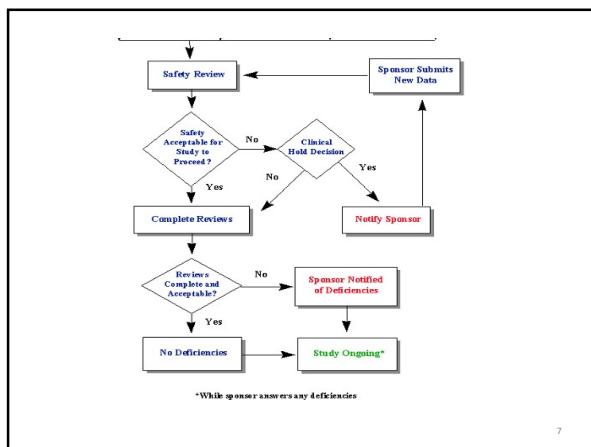 Safety Review
Sponsor Submits
New Data
Safety
Acceptable for
Study to
Proceed?
No
Clinical
Hold Decision
Yes
No
Yes
Complete Reviews
Notify Sponsor
Reviews
Complete and
Acceptable?
No
Sponsor Notified
of Deficiencies
Yes
No Deficiencies
Study Ongoing*
*While sponsor answers any deficiencies
7